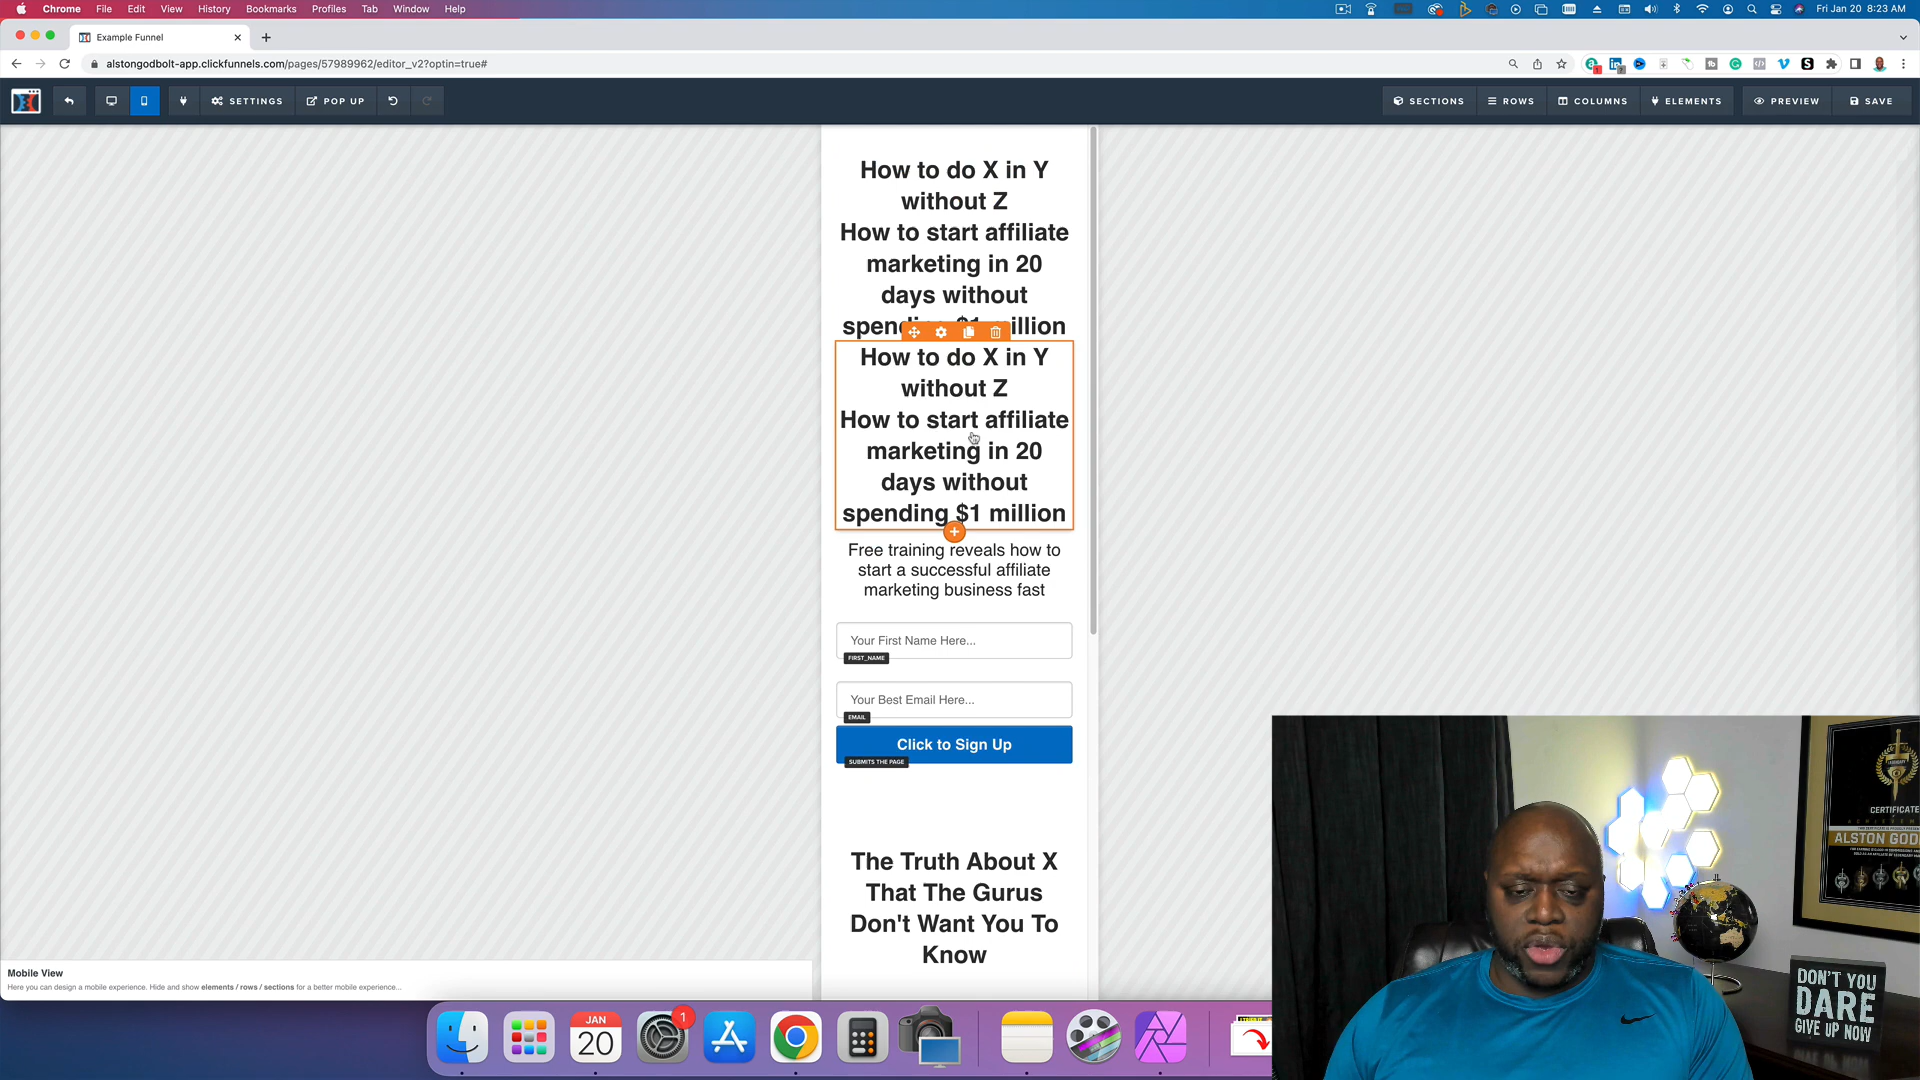 Chrome File Edit View History Bookmarks Profiles Tab Window Help
Fri Jan 20 8:23 AM
Example Funnel
alstongodbolt-app.clickfunnels.com/pages/57989962/editor_v2?optin=true#
SETTINGS POP UP SECTIONS ROWS COLUMNS ELEMENTS PREVIEW SAVE
How to do X in Y
without Z
How to start affiliate
marketing in 20
days without
How to do X in Y
without Z
How to start affiliate
marketing in 20
days without
spending $1 million
Free training reveals how to
start a successful affiliate
marketing business fast
Your First Name Here...
FIRST_NAME
Your Best Email Here...
EMAIL
Click to Sign Up
SUBMITS THE PAGE
The Truth About X
That The Gurus
Don't Want You To
Know
Mobile View
Here you can design a mobile experience. Hide and show elements / rows / sections for a better mobile experience...
JAN
20
1
CERTIFICATE
ALSTON
DON'T YOU
DARE
GIVE UP NOW